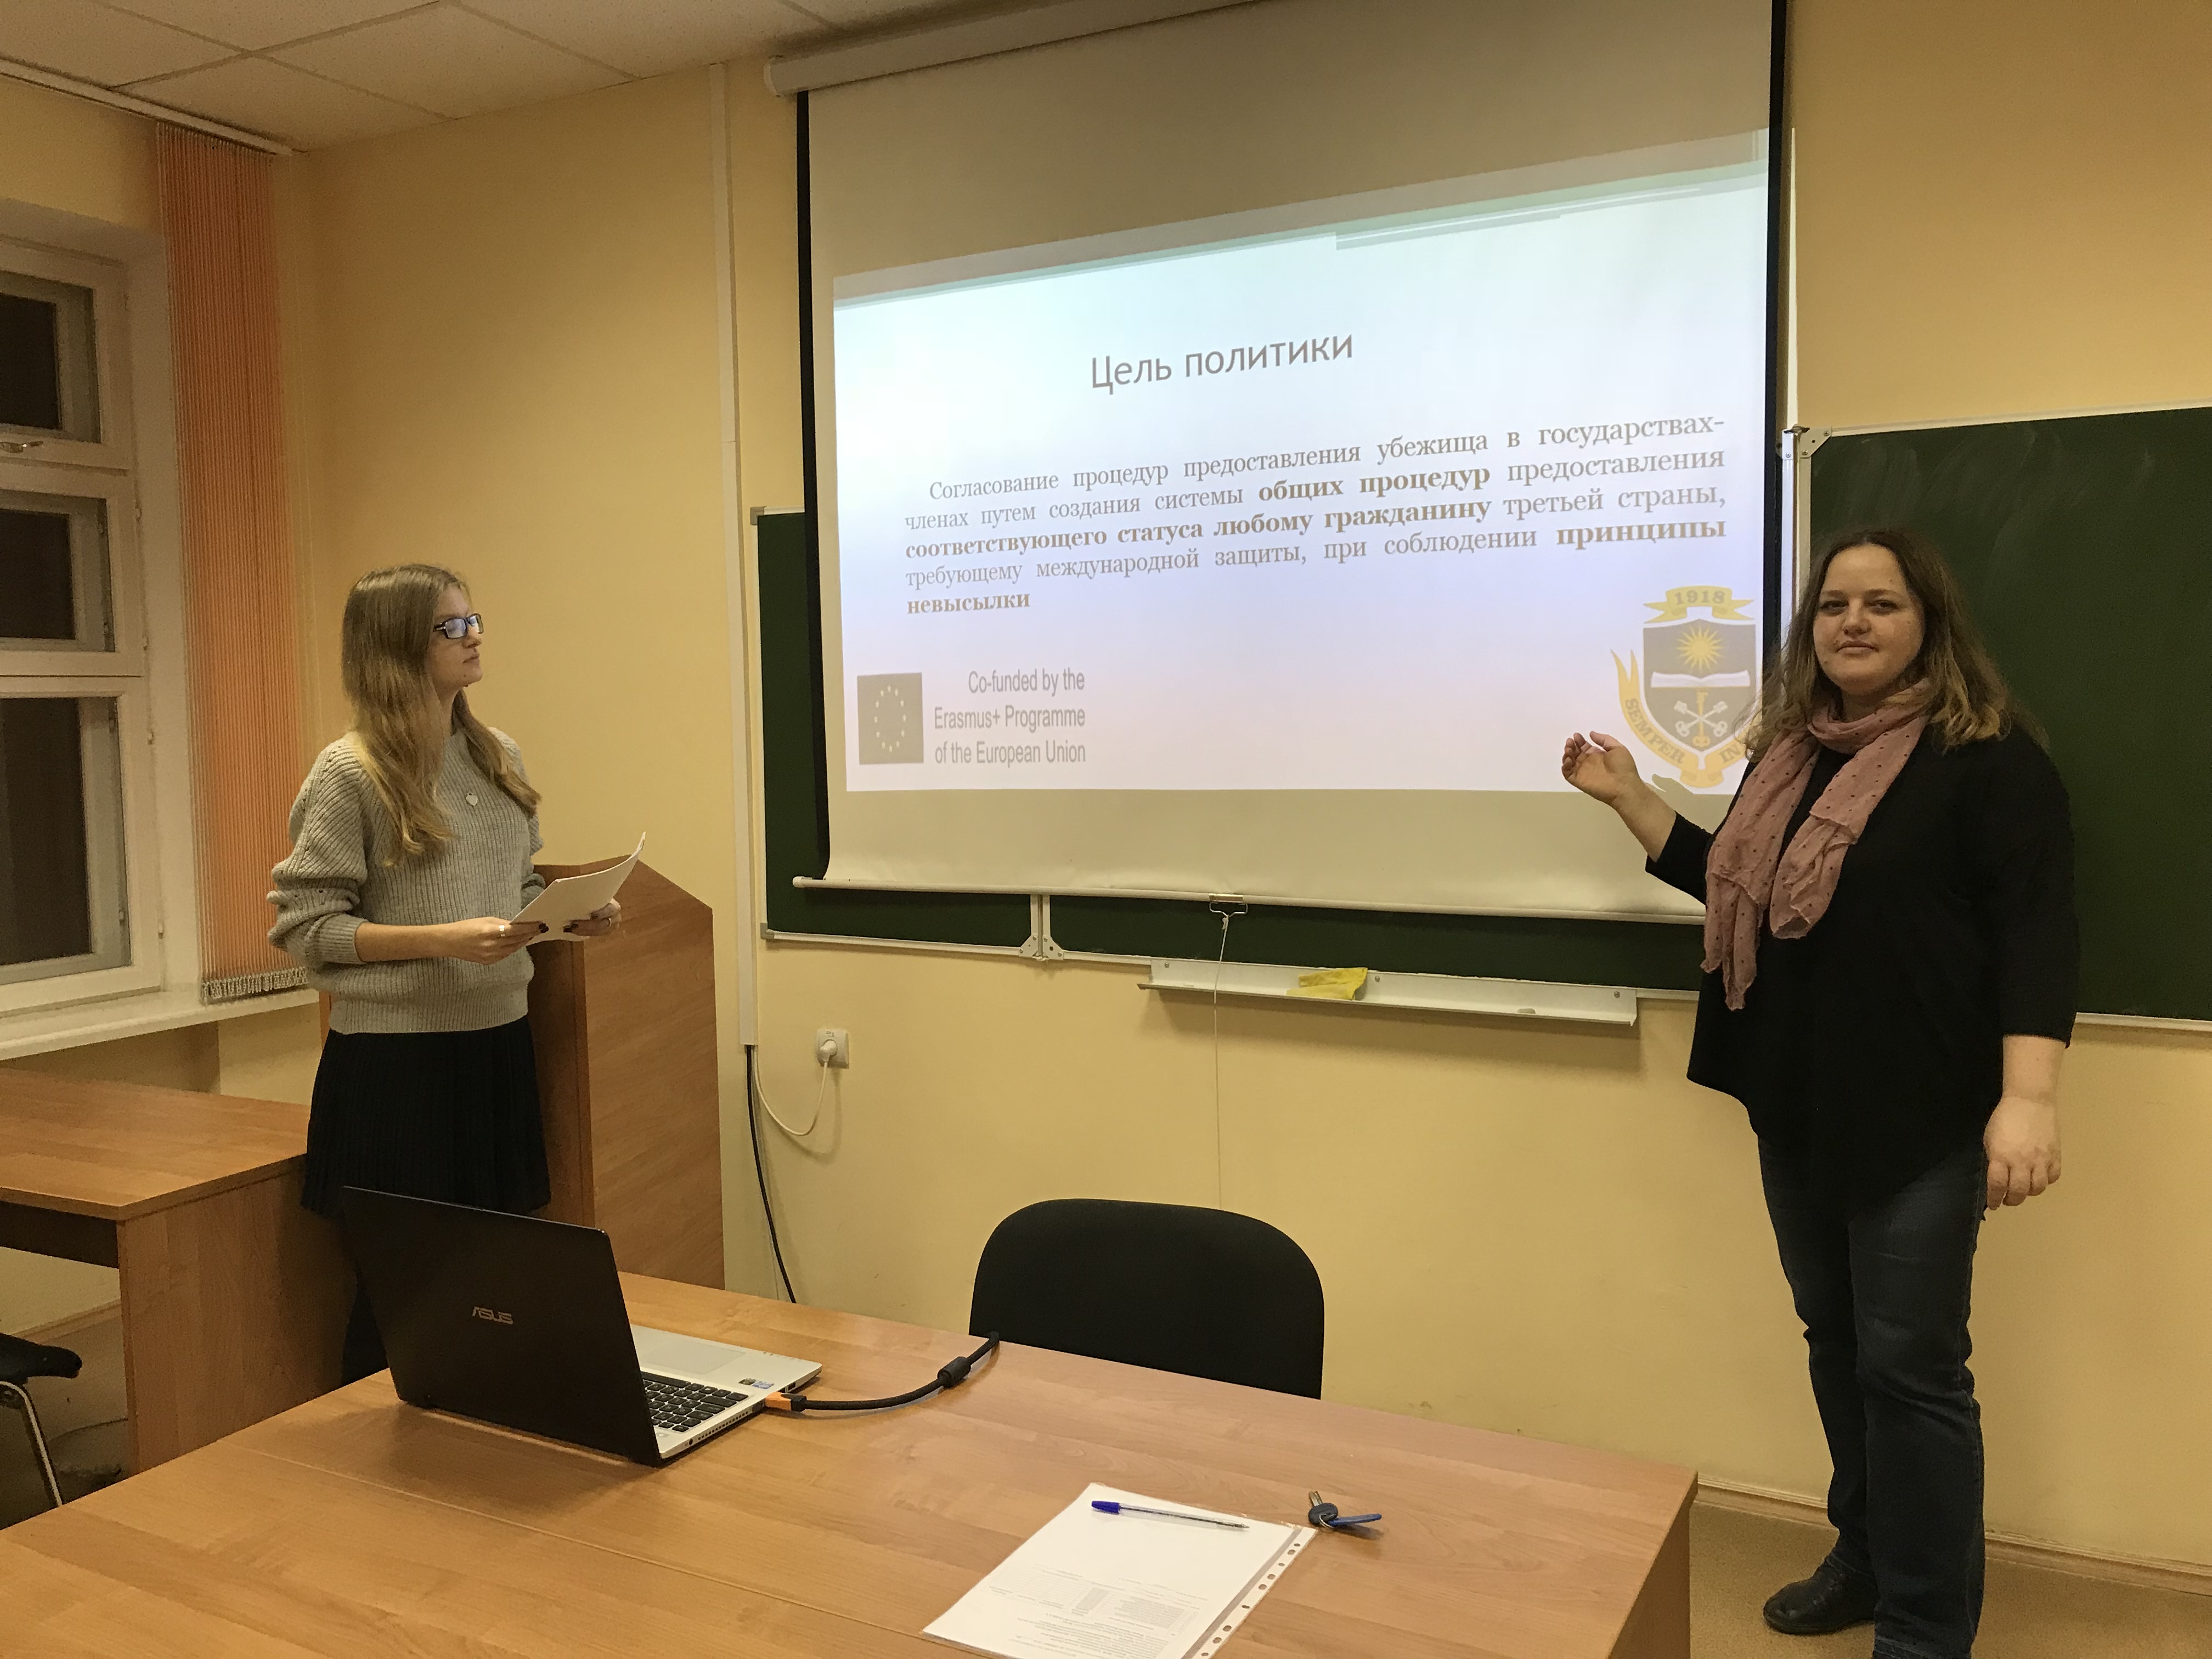 Цель политики
Согласование процедур предоставления убежища в государствах-
членах путем создания системы общих процедур предоставления
соответствующего статуса любому гражданину третьей страны,
требующему международной защиты, при соблюдении принципы
невысылки
Co-funded by the
Erasmus+ Programme
of the European Union
1918
SEMPER IN
ASUS